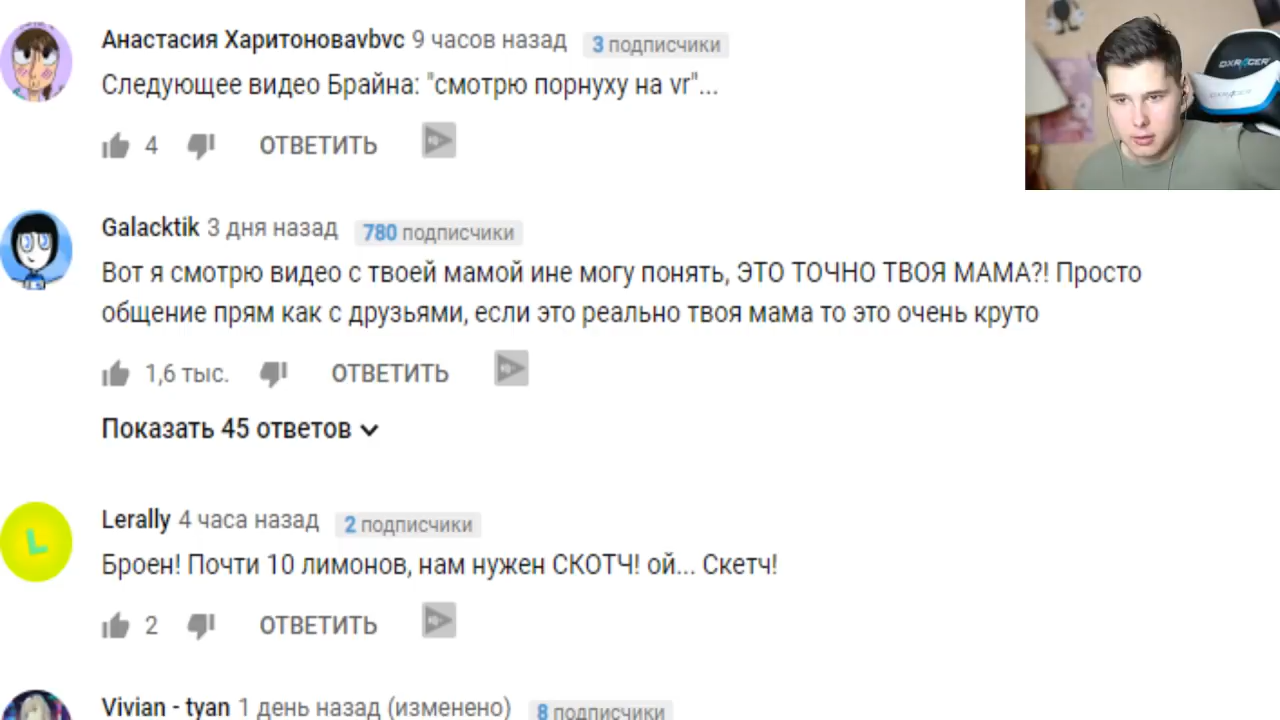 Анастасия Харитоноваvbvc 9 часов назад 3 подписчики
Следующее видео Брайна: "смотрю порнуху на vr"...
4 ОТВЕТИТЬ
Galacktik 3 дня назад 780 подписчики
Вот я смотрю видео с твоей мамой ине могу понять, ЭТО ТОЧНО ТВОЯ МАМА?! Просто
общение прям как с друзьями, если это реально твоя мама то это очень круто
1,6 тыс. ОТВЕТИТЬ
Показать 45 ответов
Lerally 4 часа назад 2 подписчики
L
Броен! Почти 10 лимонов, нам нужен СКОТЧ! ой... Скетч!
2 ОТВЕТИТЬ
Vivian - tyan 1 день назад (изменено) 8 подписчики
DXRACER